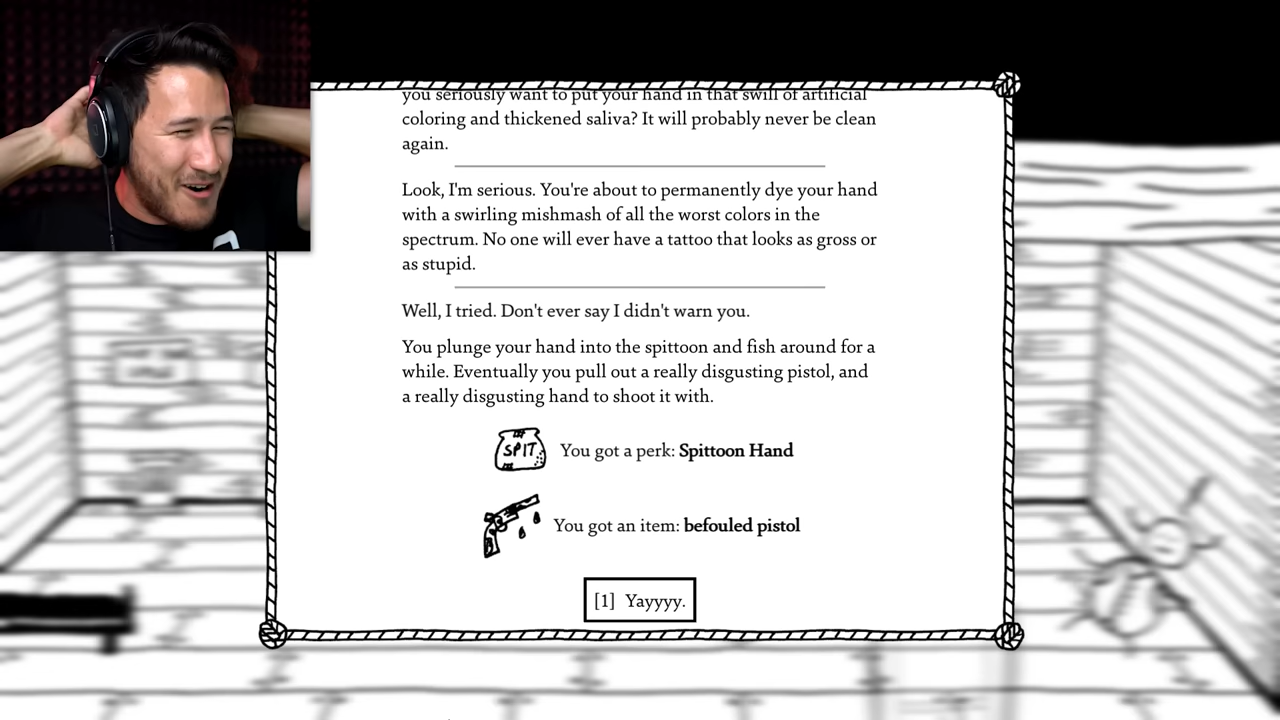 you seriously want to put your hand in that swill of artificial
coloring and thickened saliva? It will probably never be clean
again.
Look, I'm serious. You're about to permanently dye your hand
with a swirling mishmash of all the worst colors in the
spectrum. No one will ever have a tattoo that looks as gross or
as stupid.
Well, I tried. Don't ever say I didn't warn you.
You plunge your hand into the spittoon and fish around for a
while. Eventually you pull out a really disgusting pistol, and
a really disgusting hand to shoot it with.
SPIT
You got a perk: Spittoon Hand
You got an item: befouled pistol
[1] Yayyyy.